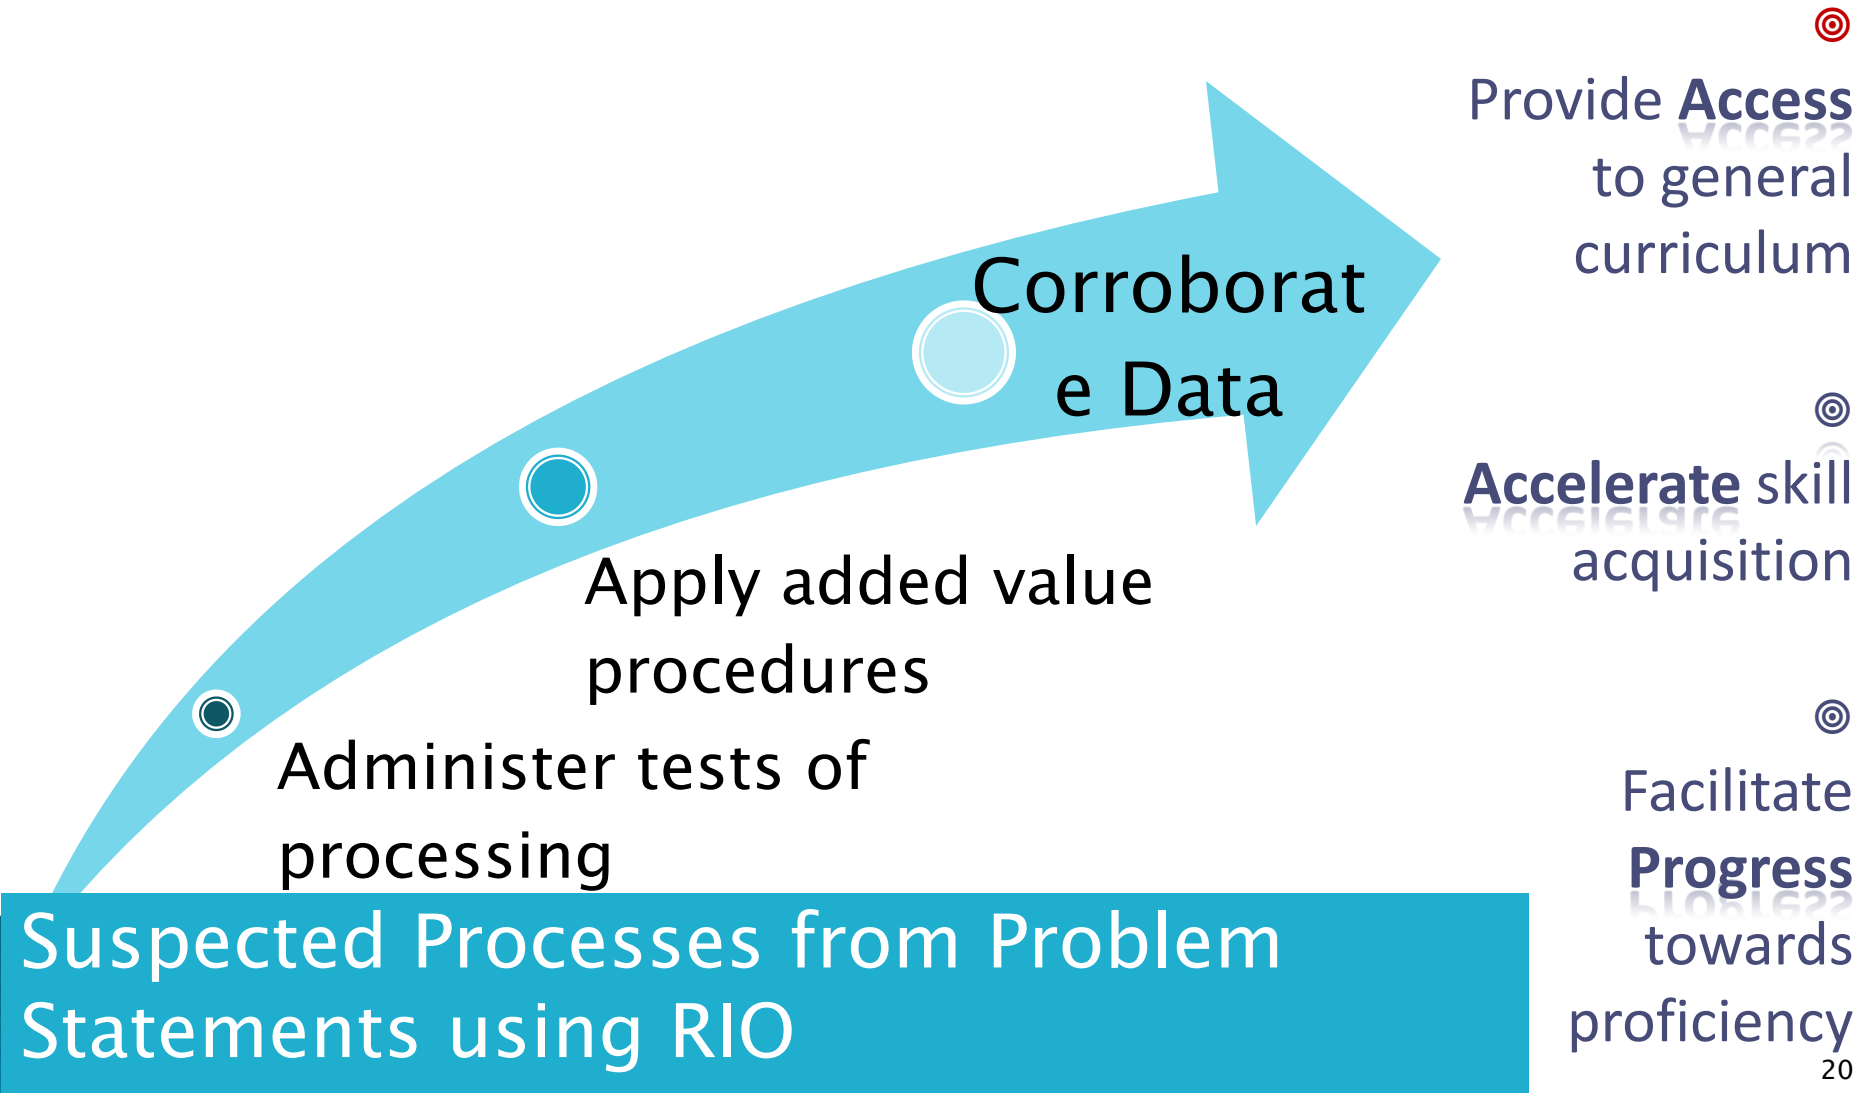 Corroborat
e Data
Apply added value
procedures
Administer tests of
processing
Suspected Processes from Problem
Statements using RIO
Provide Access
to general
curriculum
Accelerate skill
acquisition
Facilitate
Progress
towards
proficiency
20